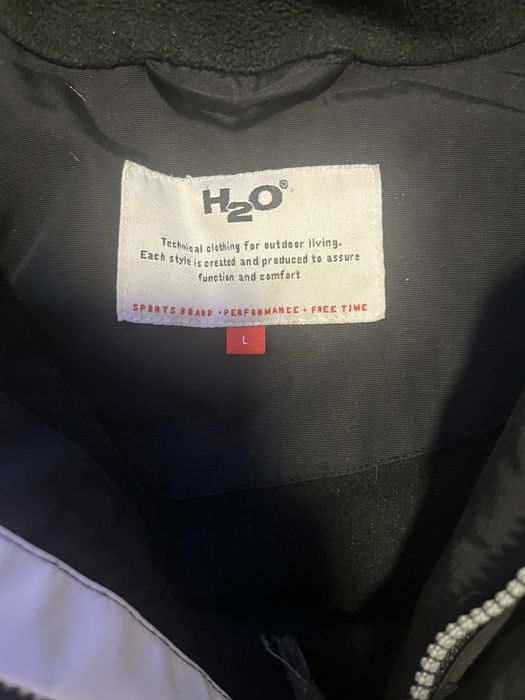 H2O®
Technical clothing for outdoor living.
Each style is created and produced to assure
function and comfort
SPORTS BRAND • PERFORMANCE • FREE TIME
L